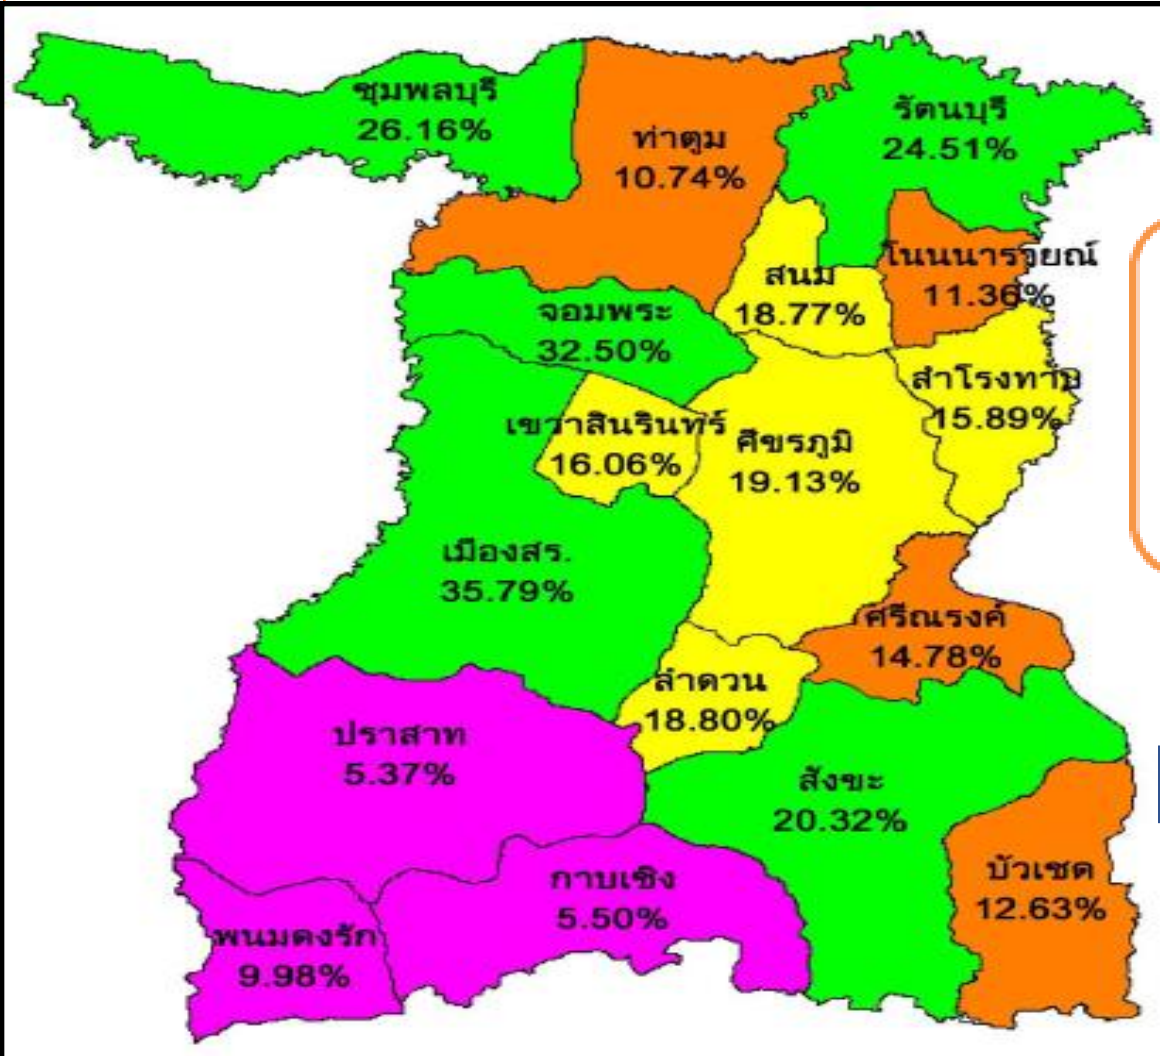 ชุมพลบุรี
26.16%
ท่าตูม
10.74%
รัตนบุรี
24.51%
สนม
18.77%
โนนนารายณ์
11.36%
จอมพระ
32.50%
สำโรงทาบ
15.89%
เขวาสินรินทร์
16.06%
ศีขรภูมิ
19.13%
เมืองสร.
35.79%
ศรีณรงค์
14.78%
ลำดวน
18.80%
ปราสาท
5.37%
สังขะ
20.32%
กาบเชิง
5.50%
บัวเชด
12.63%
พนมดงรัก
9.98%